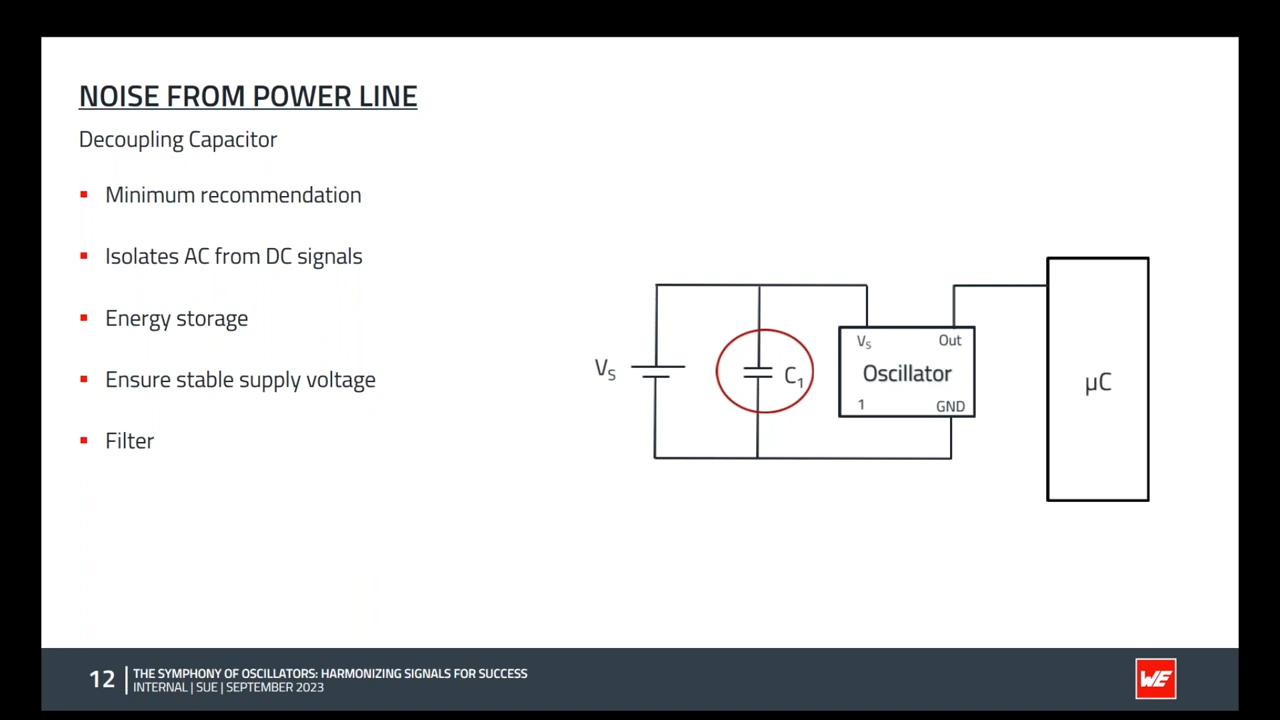 NOISE FROM POWER LINE
Decoupling Capacitor
Minimum recommendation
Isolates AC from DC signals
Energy storage
Ensure stable supply voltage
Filter
VS
C1
VS
Out
Oscillator
1
GND
µC
12
THE SYMPHONY OF OSCILLATORS: HARMONIZING SIGNALS FOR SUCCESS
INTERNAL | SUE | SEPTEMBER 2023
WE